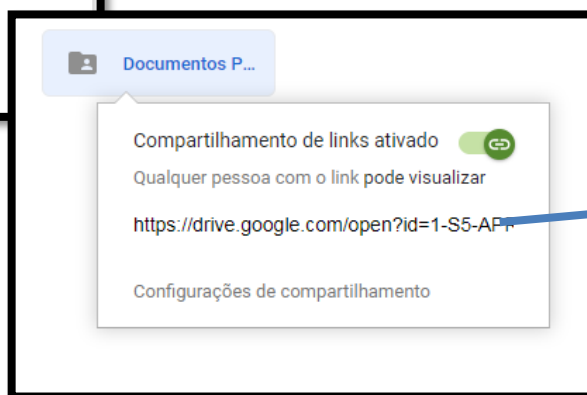 Documentos P...
Compartilhamento de links ativado
Qualquer pessoa com o link pode visualizar
https://drive.google.com/open?id=1-S5-AP
Configurações de compartilhamento